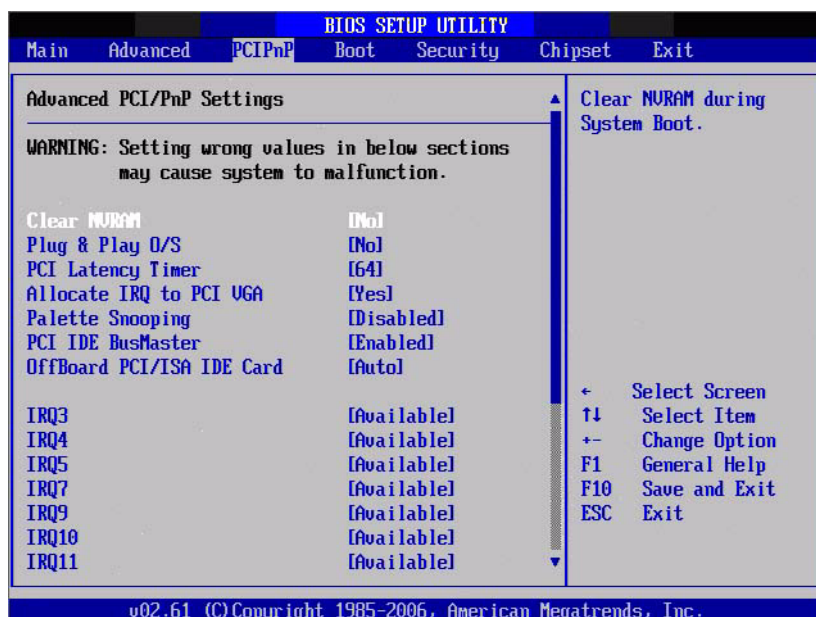 BIOS SETUP UTILITY
Main Advanced PCIPnP Boot Security Chipset Exit
Advanced PCI/PnP Settings
WARNING: Setting wrong values in below sections
may cause system to malfunction.
Clear NVRAM [No]
Plug & Play O/S [No]
PCI Latency Timer [64]
Allocate IRQ to PCI VGA [Yes]
Palette Snooping [Disabled]
PCI IDE BusMaster [Enabled]
OffBoard PCI/ISA IDE Card [Auto]
IRQ3 [Available]
IRQ4 [Available]
IRQ5 [Available]
IRQ7 [Available]
IRQ9 [Available]
IRQ10 [Available]
IRQ11 [Available]
Clear NVRAM during
System Boot.
← Select Screen
↑↓ Select Item
+- Change Option
F1 General Help
F10 Save and Exit
ESC Exit
v02.61 (C)Copyright 1985-2006, American Megatrends, Inc.